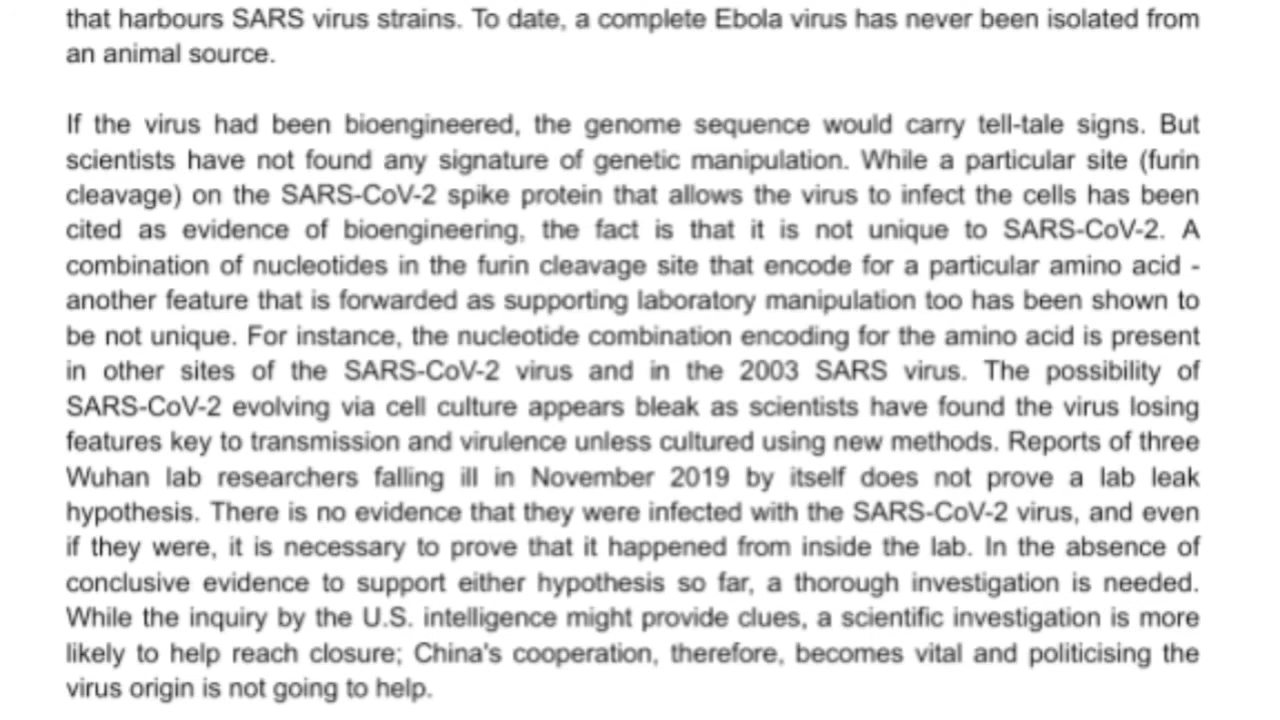 that harbours SARS virus strains. To date, a complete Ebola virus has never been isolated from
an animal source.
If the virus had been bioengineered, the genome sequence would carry tell-tale signs. But
scientists have not found any signature of genetic manipulation. While a particular site (furin
cleavage) on the SARS-CoV-2 spike protein that allows the virus to infect the cells has been
cited as evidence of bioengineering, the fact is that it is not unique to SARS-CoV-2. A
combination of nucleotides in the furin cleavage site that encode for a particular amino acid -
another feature that is forwarded as supporting laboratory manipulation too has been shown to
be not unique. For instance, the nucleotide combination encoding for the amino acid is present
in other sites of the SARS-CoV-2 virus and in the 2003 SARS virus. The possibility of
SARS-CoV-2 evolving via cell culture appears bleak as scientists have found the virus losing
features key to transmission and virulence unless cultured using new methods. Reports of three
Wuhan lab researchers falling ill in November 2019 by itself does not prove a lab leak
hypothesis. There is no evidence that they were infected with the SARS-CoV-2 virus, and even
if they were, it is necessary to prove that it happened from inside the lab. In the absence of
conclusive evidence to support either hypothesis so far, a thorough investigation is needed.
While the inquiry by the U.S. intelligence might provide clues, a scientific investigation is more
likely to help reach closure; China's cooperation, therefore, becomes vital and politicising the
virus origin is not going to help.